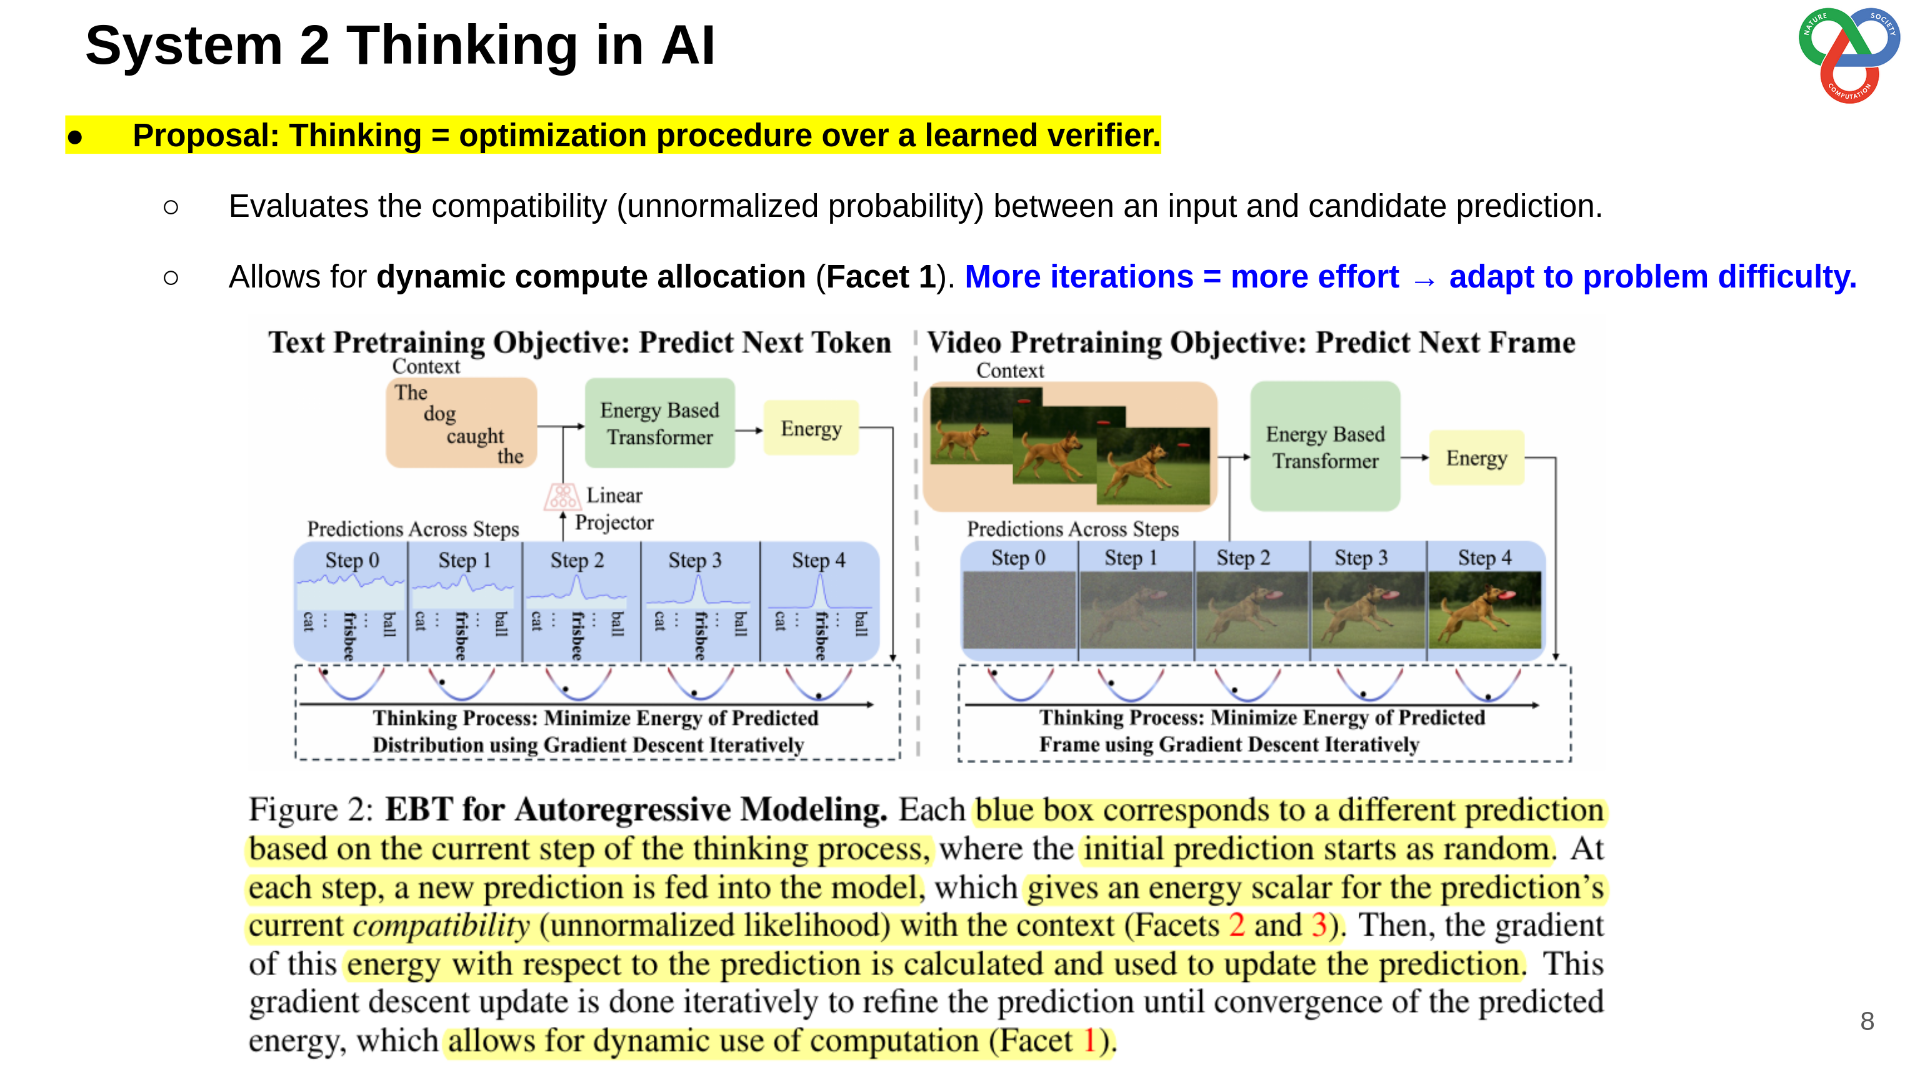 System 2 Thinking in AI
NATURE
SOCIETY
COMPUTATION
● Proposal: Thinking = optimization procedure over a learned verifier.
○ Evaluates the compatibility (unnormalized probability) between an input and candidate prediction.
○ Allows for dynamic compute allocation (Facet 1). More iterations = more effort → adapt to problem difficulty.
Text Pretraining Objective: Predict Next Token
Context
The
dog
caught
the
Energy Based
Transformer
Energy
Linear
Projector
Predictions Across Steps
Step 0
Step 1
Step 2
Step 3
Step 4
cat ... frisbee ... ball
cat ... frisbee ... ball
cat ... frisbee ... ball
cat ... frisbee ... ball
cat ... frisbee ... ball
Thinking Process: Minimize Energy of Predicted
Distribution using Gradient Descent Iteratively
Video Pretraining Objective: Predict Next Frame
Context
Energy Based
Transformer
Energy
Predictions Across Steps
Step 0
Step 1
Step 2
Step 3
Step 4
Thinking Process: Minimize Energy of Predicted
Frame using Gradient Descent Iteratively
Figure 2: EBT for Autoregressive Modeling. Each blue box corresponds to a different prediction
based on the current step of the thinking process, where the initial prediction starts as random. At
each step, a new prediction is fed into the model, which gives an energy scalar for the prediction's
current compatibility (unnormalized likelihood) with the context (Facets 2 and 3). Then, the gradient
of this energy with respect to the prediction is calculated and used to update the prediction. This
gradient descent update is done iteratively to refine the prediction until convergence of the predicted
energy, which allows for dynamic use of computation (Facet 1).
8